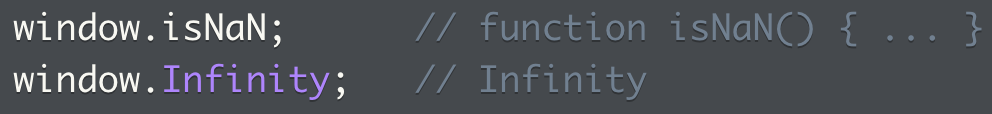 window.isNaN;      // function isNaN() { ... }
window.Infinity;   // Infinity